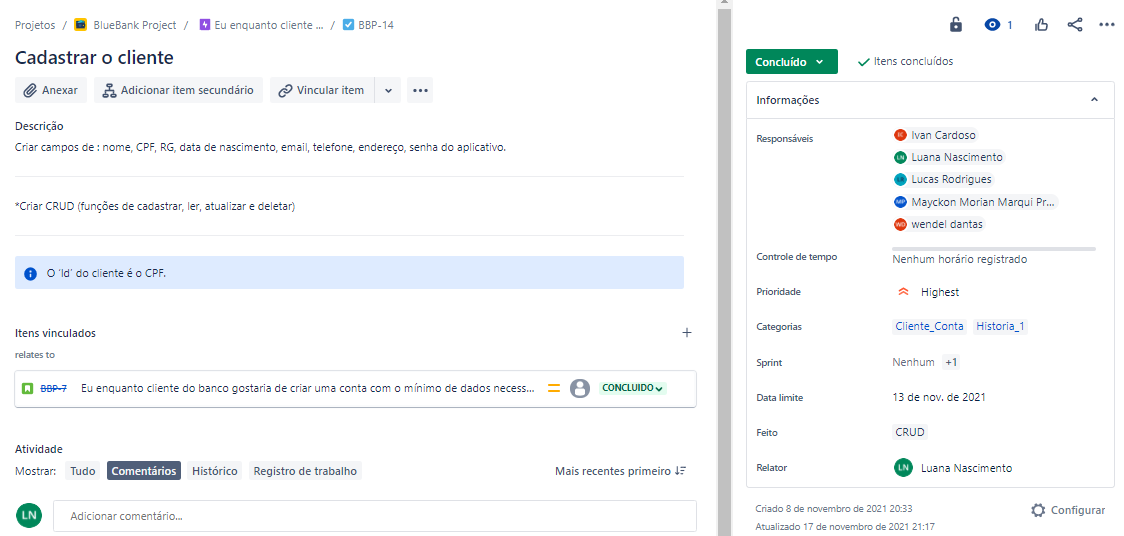 Projetos / BlueBank Project / Eu enquanto cliente ... / BBP-14
Cadastrar o cliente
Anexar Adicionar item secundário Vincular item
Descrição
Criar campos de : nome, CPF, RG, data de nascimento, email, telefone, endereço, senha do aplicativo.
*Criar CRUD (funções de cadastrar, ler, atualizar e deletar)
O 'Id' do cliente é o CPF.
Itens vinculados
relates to
BBP-7 Eu enquanto cliente do banco gostaria de criar uma conta com o mínimo de dados necess... CONCLUIDO
Atividade
Mostrar: Tudo Comentários Histórico Registro de trabalho Mais recentes primeiro
LN Adicionar comentário...
1
Concluído Itens concluídos
Informações
Responsáveis
IC Ivan Cardoso
LN Luana Nascimento
LR Lucas Rodrigues
MP Mayckon Morian Marqui Pr...
WD wendel dantas
Controle de tempo Nenhum horário registrado
Prioridade Highest
Categorias Cliente_Conta Historia_1
Sprint Nenhum +1
Data limite 13 de nov. de 2021
Feito CRUD
Relator LN Luana Nascimento
Criado 8 de novembro de 2021 20:33
Configurar
Atualizado 17 de novembro de 2021 21:17